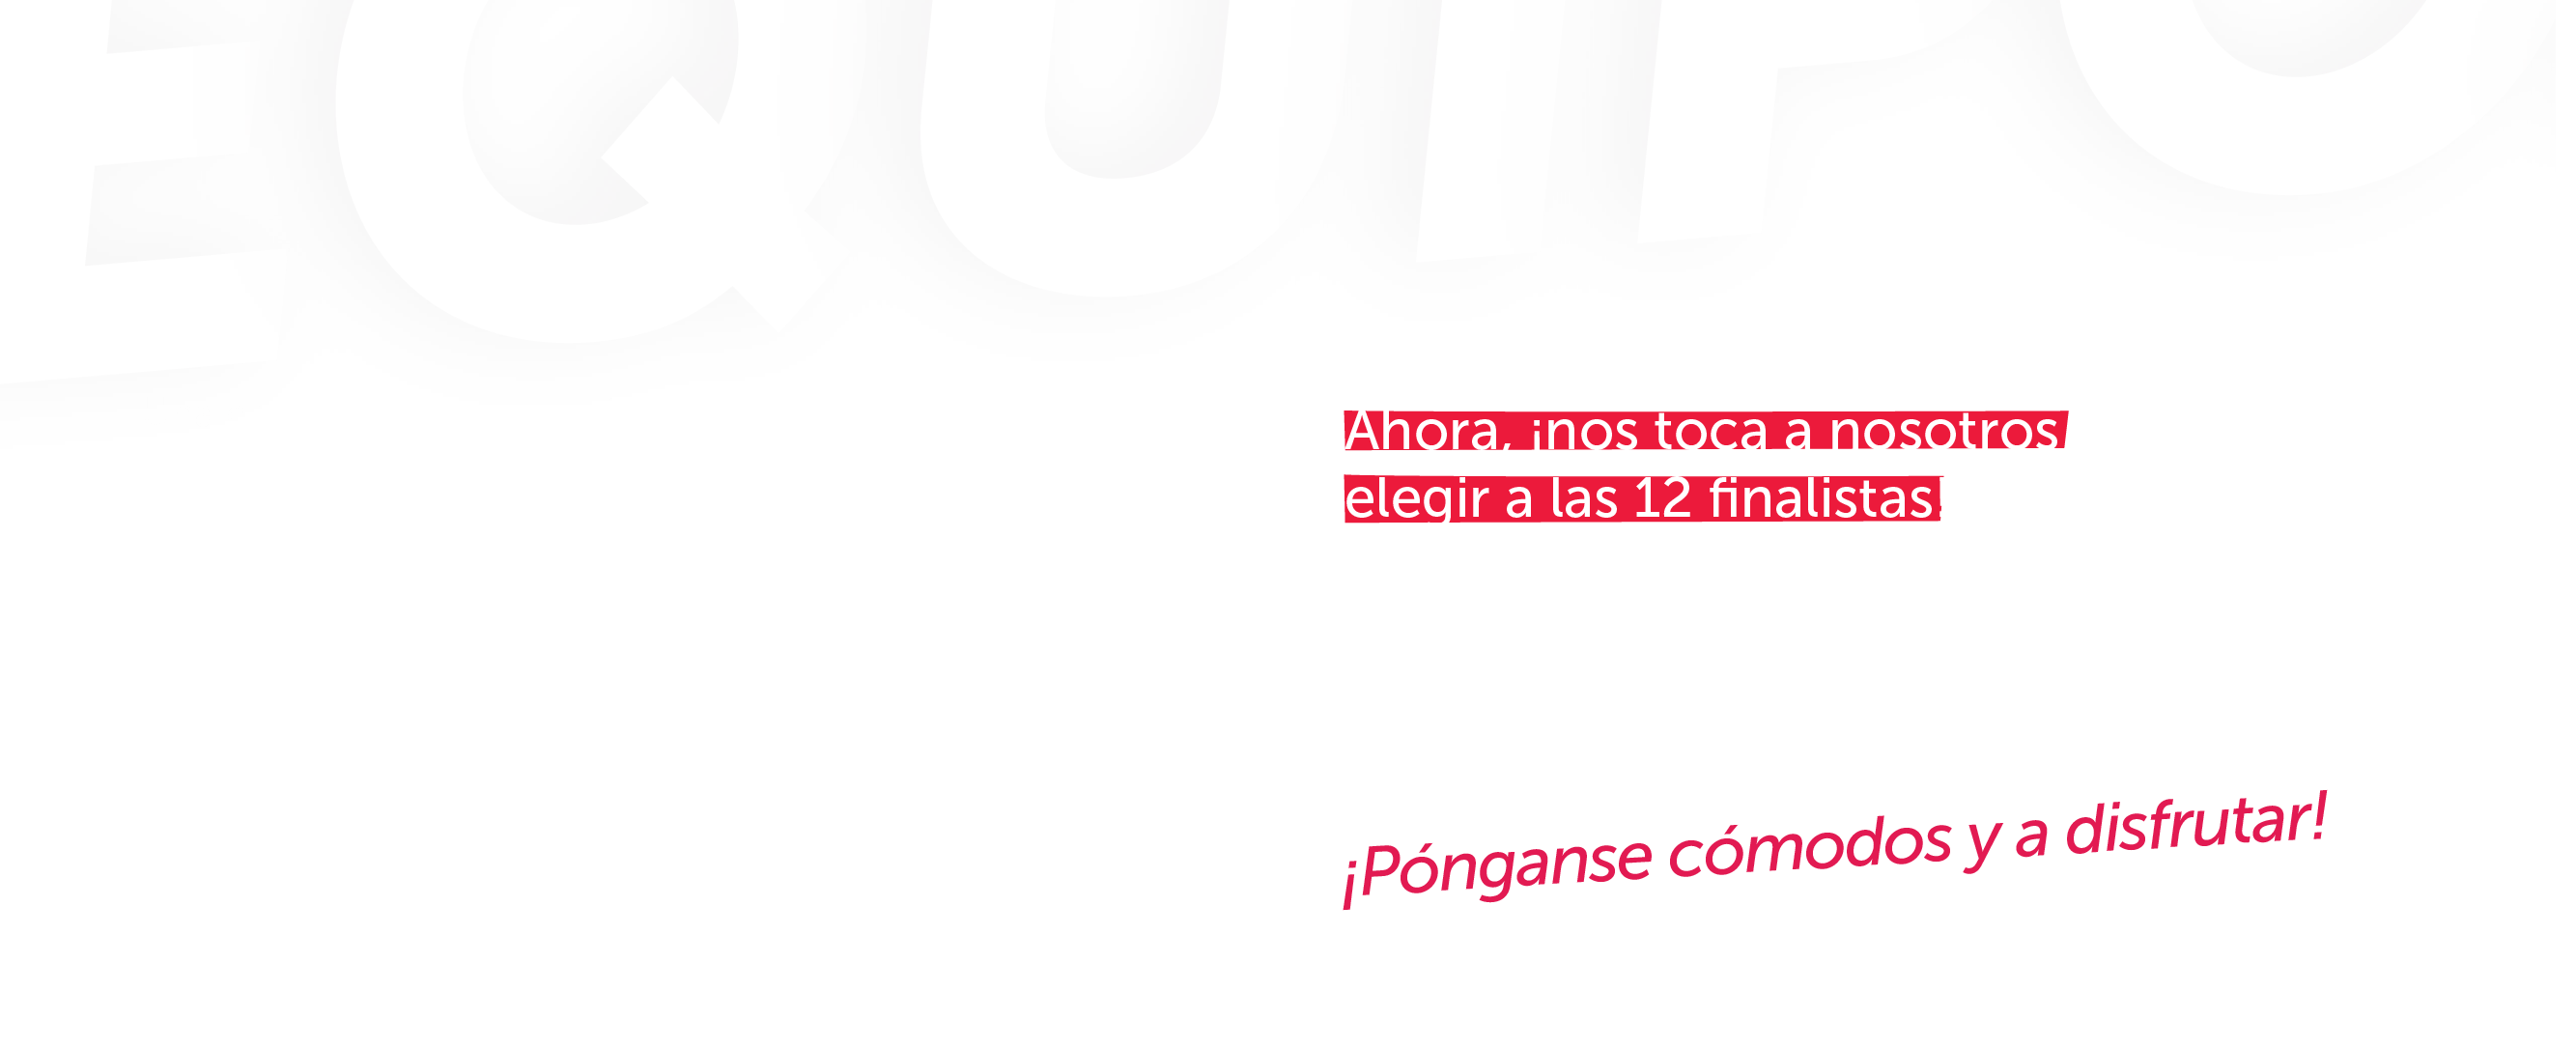 EQUIPO
Ahora, ¡nos toca a nosotros
elegir a las 12 finalistas!
¡Pónganse cómodos y a disfrutar!